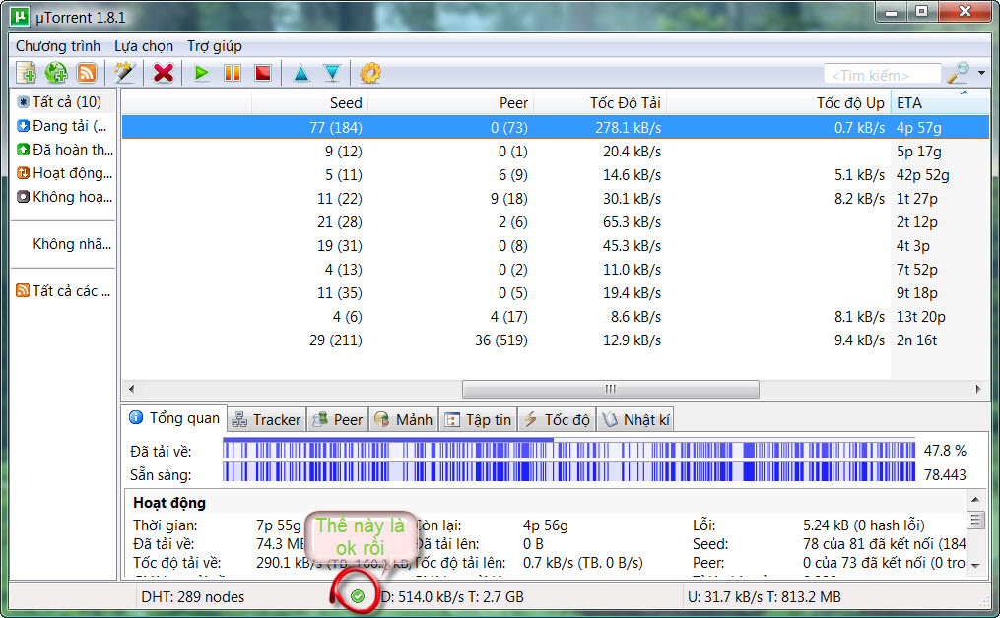 µTorrent 1.8.1
Chương trình Lựa chọn Trợ giúp
<Tìm kiếm>
Tất cả (10)
Đang tải (...
Đã hoàn th...
Hoạt động...
Không hoạ...
Không nhã...
Tất cả các ...
Seed Peer Tốc Độ Tải Tốc độ Up ETA
77 (184) 0 (73) 278.1 kB/s 0.7 kB/s 4p 57g
9 (12) 0 (1) 20.4 kB/s 5p 17g
5 (11) 6 (9) 14.6 kB/s 5.1 kB/s 42p 52g
11 (22) 9 (18) 30.1 kB/s 8.2 kB/s 1t 27p
21 (28) 2 (6) 65.3 kB/s 2t 12p
19 (31) 0 (8) 45.3 kB/s 4t 3p
4 (13) 0 (2) 11.0 kB/s 7t 52p
11 (35) 0 (5) 19.4 kB/s 9t 18p
4 (6) 4 (17) 8.6 kB/s 8.1 kB/s 13t 20p
29 (211) 36 (519) 12.9 kB/s 9.4 kB/s 2n 16t
Tổng quan Tracker Peer Mảnh Tập tin Tốc độ Nhật kí
Đã tải về: 47.8 %
Sẵn sàng: 78.443
Hoạt động
Thời gian: 7p 55g Còn lại: 4p 56g Lỗi: 5.24 kB (0 hash lỗi)
Đã tải về: 74.3 MB Đã tải lên: 0 B Seed: 78 của 81 đã kết nối (184
Tốc độ tải về: 290.1 kB/s (TB. 160.1 kB Tốc độ tải lên: 0.7 kB/s (TB. 0 B/s) Peer: 0 của 73 đã kết nối (0 tro
Thế này là
ok rồi
DHT: 289 nodes D: 514.0 kB/s T: 2.7 GB U: 31.7 kB/s T: 813.2 MB